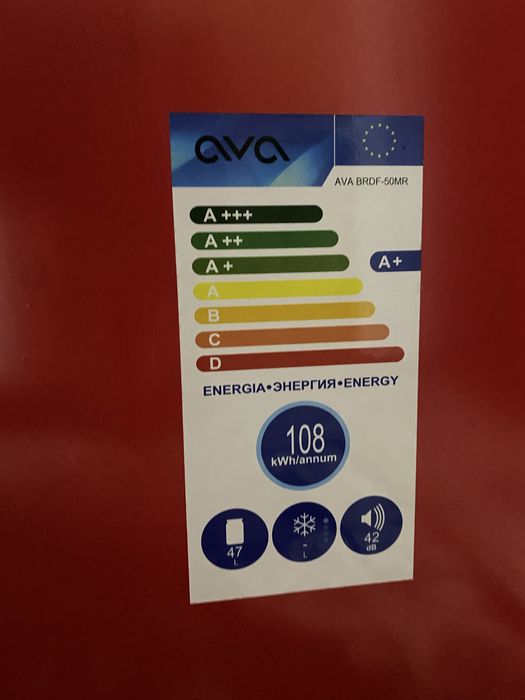 ava
AVA BRDF-50MR
A+++
A++
A+
A+
A
B
C
D
ENERGIA•ЭНЕРГИЯ•ENERGY
108
kWh/annum
47
L
-
L
42
dB